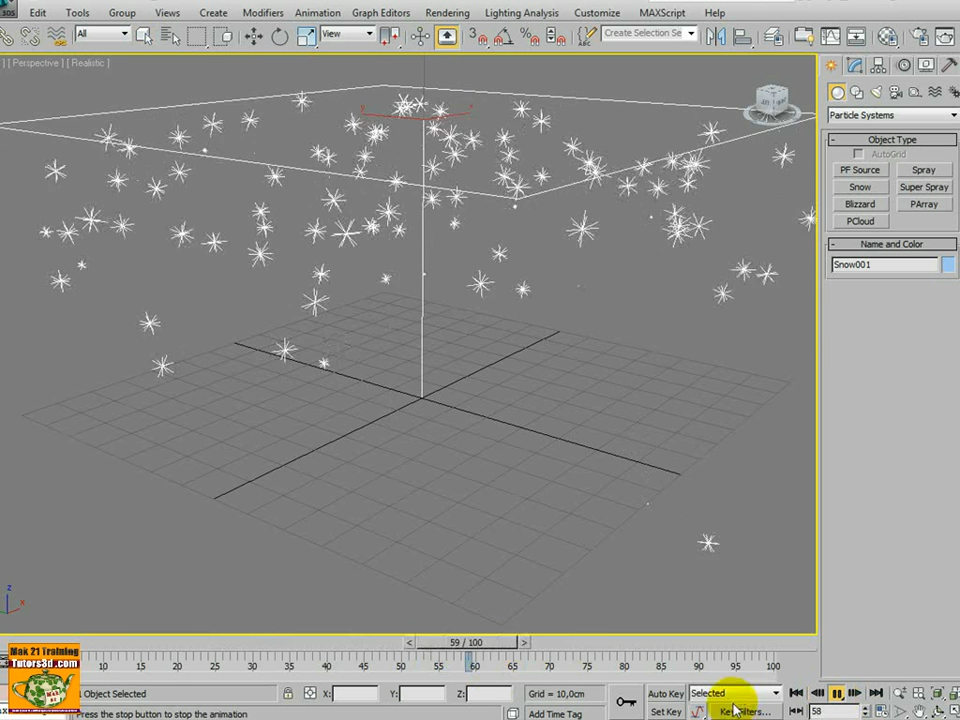 Edit Tools Group Views Create Modifiers Animation Graph Editors Rendering Lighting Analysis Customize MAXScript Help
All View 3 % Create Selection Se
] [ Perspective ] [ Realistic ]
Particle Systems
- Object Type
AutoGrid
PF Source Spray
Snow Super Spray
Blizzard PArray
PCloud
- Name and Color
Snow001
y x
z
x
< 59 / 100 >
10 15 20 25 30 35 40 45 50 55 60 65 70 75 80 85 90 95 100
Mak 21 Training
Tutors3d.com
Object Selected X: Y: Z: Grid = 10,0cm Auto Key Selected
Press the stop button to stop the animation Add Time Tag Set Key Key Filters... 58